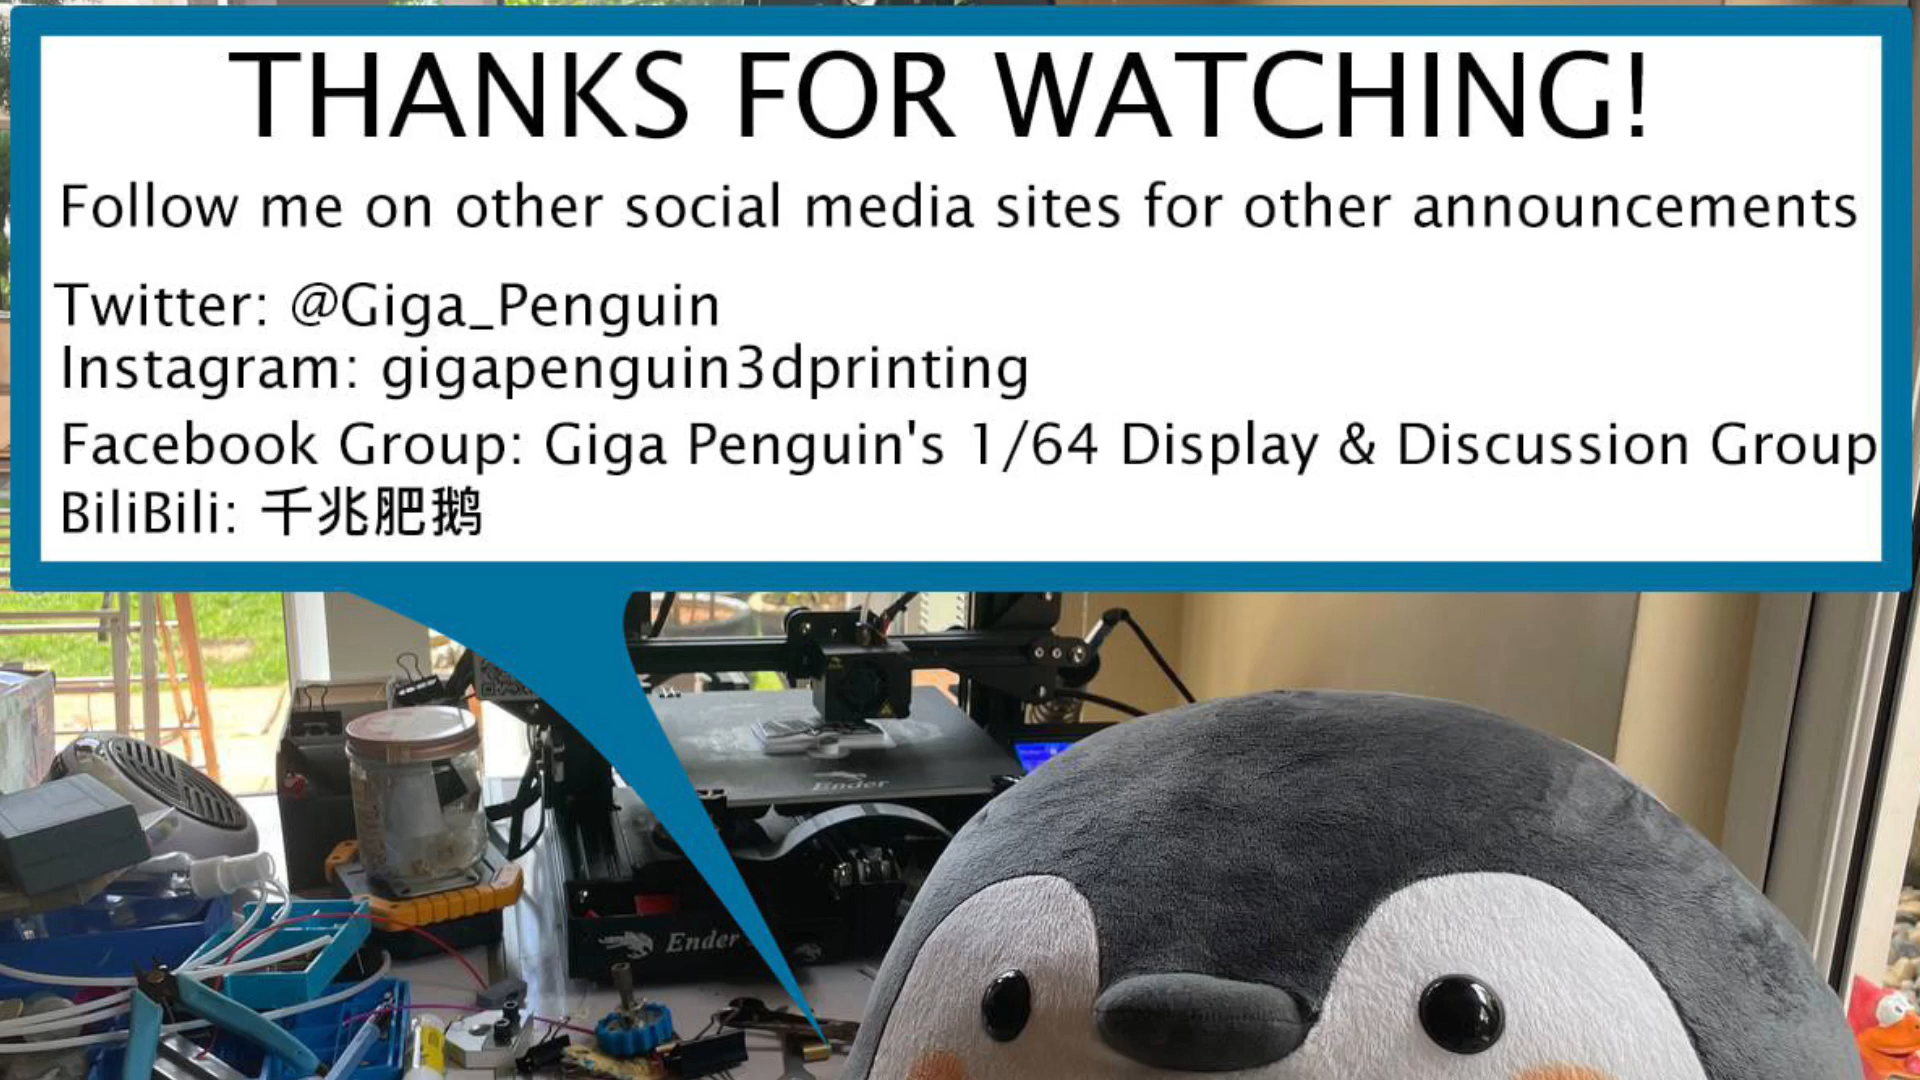 THANKS FOR WATCHING!
Follow me on other social media sites for other announcements
Twitter: @Giga_Penguin
Instagram: gigapenguin3dprinting
Facebook Group: Giga Penguin's 1/64 Display & Discussion Group
BiliBili: 千兆肥鹅
Ender
Ender